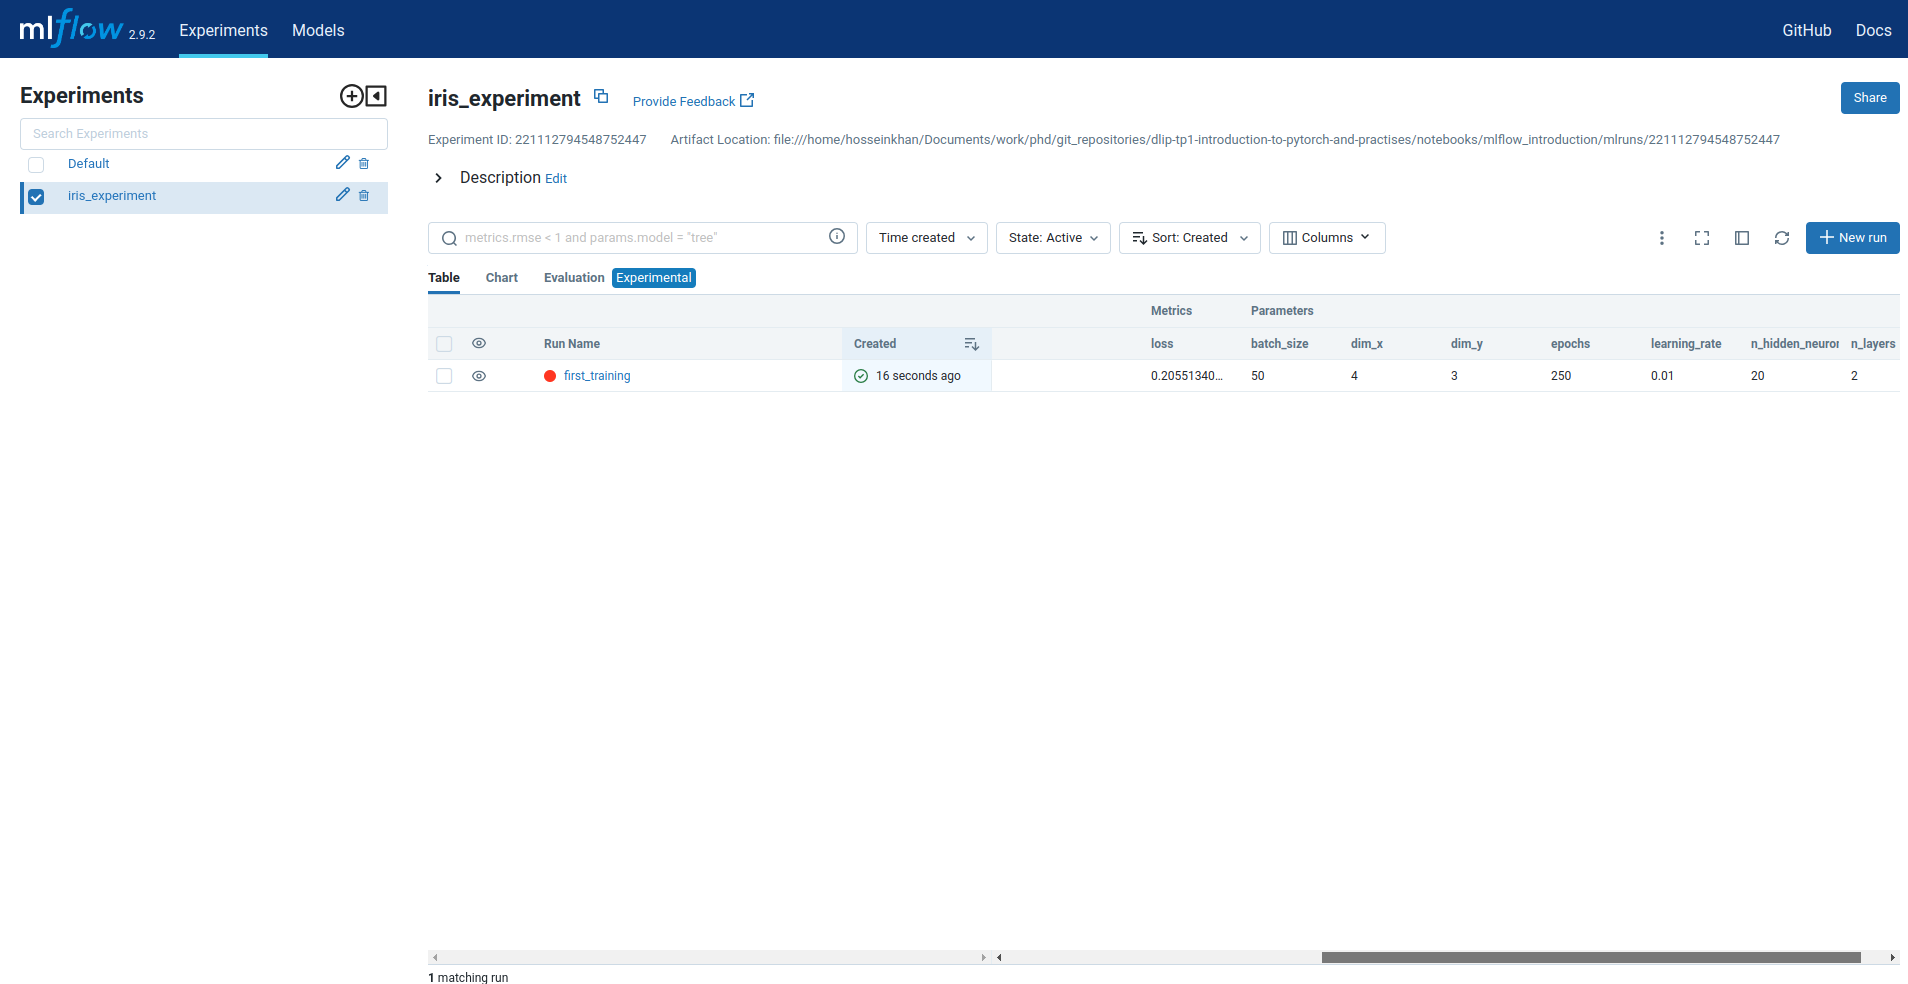 mlflow 2.9.2 Experiments Models GitHub Docs
Experiments
Search Experiments
Default
iris_experiment
iris_experiment Provide Feedback Share
Experiment ID: 221112794548752447 Artifact Location: file:///home/hosseinkhan/Documents/work/phd/git_repositories/dlip-tp1-introduction-to-pytorch-and-practises/notebooks/mlflow_introduction/mlruns/221112794548752447
Description Edit
metrics.rmse < 1 and params.model = "tree" Time created State: Active Sort: Created Columns New run
Table Chart Evaluation Experimental
Metrics Parameters
Run Name Created loss batch_size dim_x dim_y epochs learning_rate n_hidden_neuror n_layers
first_training 16 seconds ago 0.20551340... 50 4 3 250 0.01 20 2
1 matching run